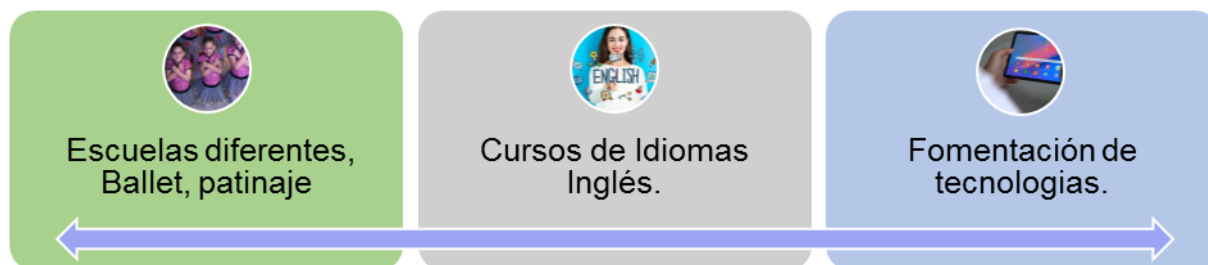 Escuelas diferentes,
Ballet, patinaje
ENGLISH
Cursos de Idiomas
Inglés.
Fomentación de
tecnologias.